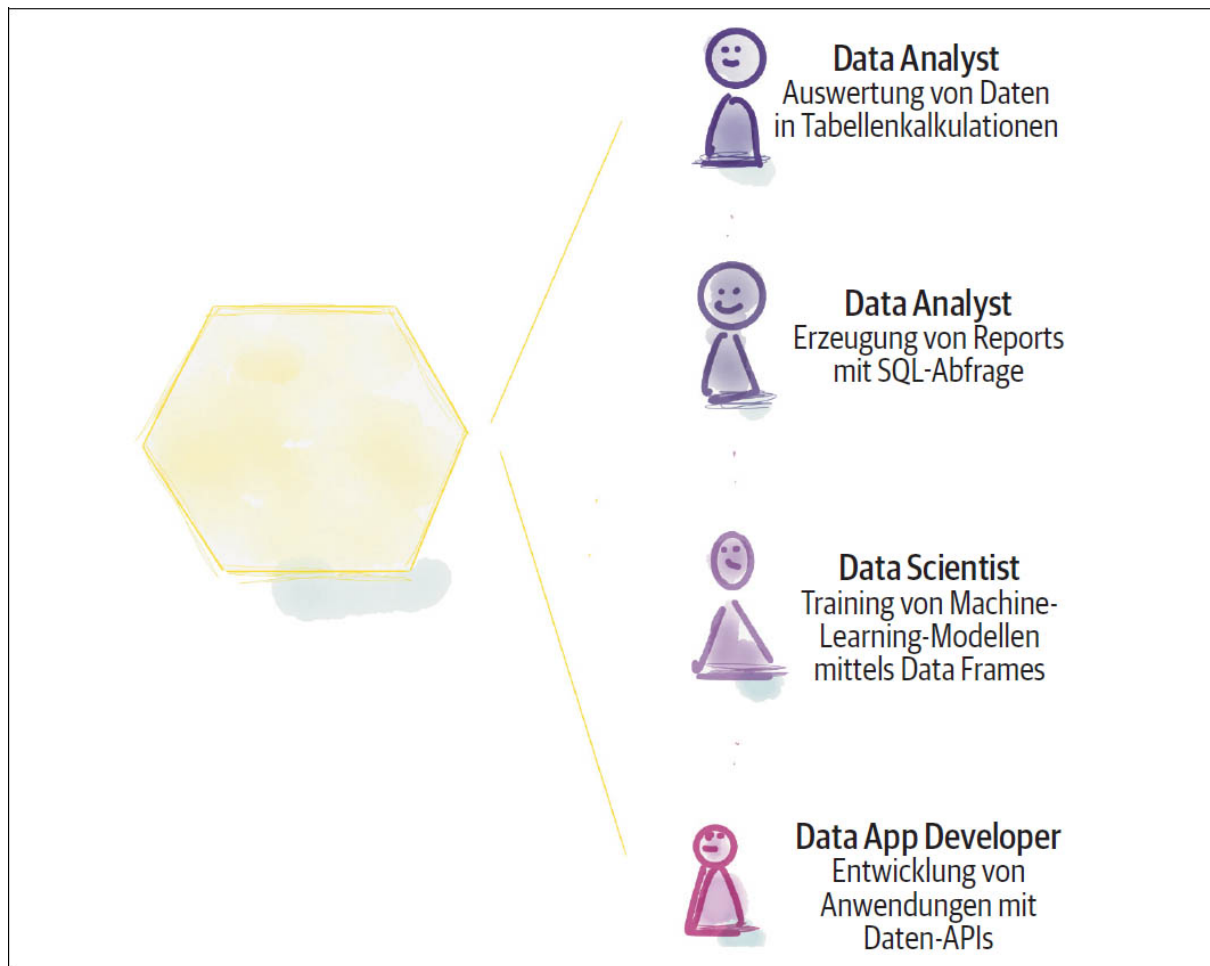 Data Analyst
Auswertung von Daten
in Tabellenkalkulationen
Data Analyst
Erzeugung von Reports
mit SQL-Abfrage
Data Scientist
Training von Machine-
Learning-Modellen
mittels Data Frames
Data App Developer
Entwicklung von
Anwendungen mit
Daten-APIs